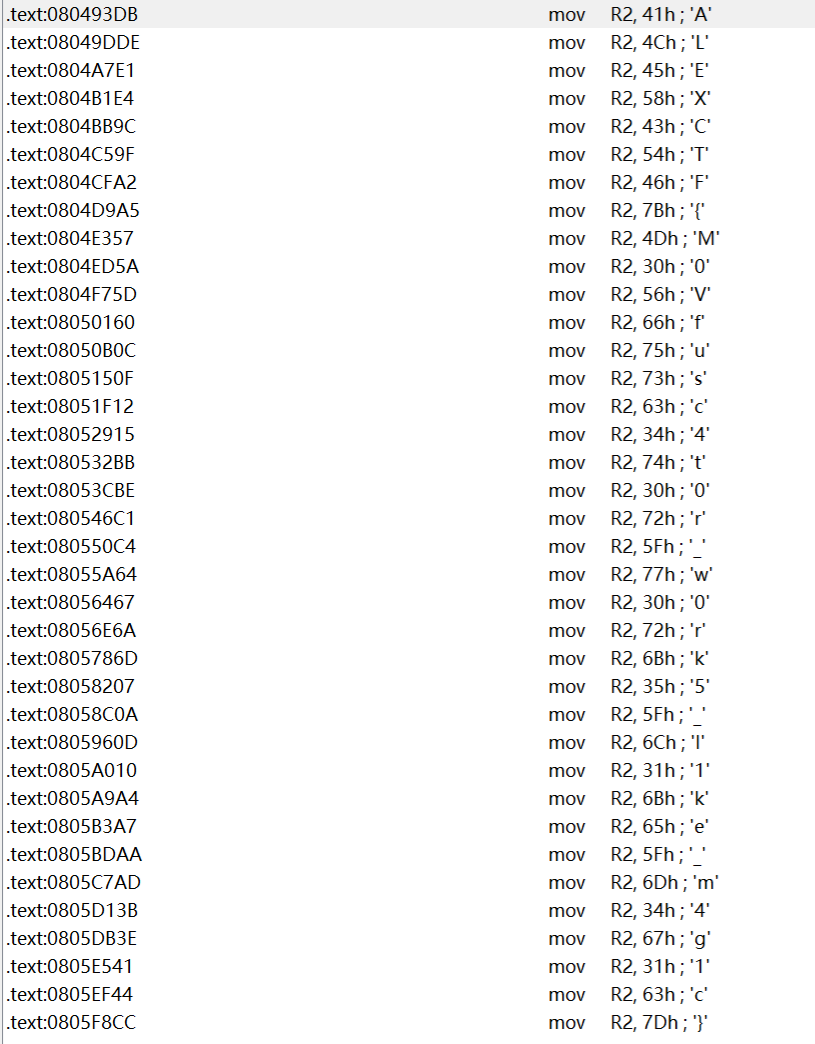 .text:080493DB mov R2, 41h ; 'A'
.text:08049DDE mov R2, 4Ch ; 'L'
.text:0804A7E1 mov R2, 45h ; 'E'
.text:0804B1E4 mov R2, 58h ; 'X'
.text:0804BB9C mov R2, 43h ; 'C'
.text:0804C59F mov R2, 54h ; 'T'
.text:0804CFA2 mov R2, 46h ; 'F'
.text:0804D9A5 mov R2, 7Bh ; '{'
.text:0804E357 mov R2, 4Dh ; 'M'
.text:0804ED5A mov R2, 30h ; '0'
.text:0804F75D mov R2, 56h ; 'V'
.text:08050160 mov R2, 66h ; 'f'
.text:08050B0C mov R2, 75h ; 'u'
.text:0805150F mov R2, 73h ; 's'
.text:08051F12 mov R2, 63h ; 'c'
.text:08052915 mov R2, 34h ; '4'
.text:080532BB mov R2, 74h ; 't'
.text:08053CBE mov R2, 30h ; '0'
.text:080546C1 mov R2, 72h ; 'r'
.text:080550C4 mov R2, 5Fh ; '_'
.text:08055A64 mov R2, 77h ; 'w'
.text:08056467 mov R2, 30h ; '0'
.text:08056E6A mov R2, 72h ; 'r'
.text:0805786D mov R2, 6Bh ; 'k'
.text:08058207 mov R2, 35h ; '5'
.text:08058C0A mov R2, 5Fh ; '_'
.text:0805960D mov R2, 6Ch ; 'l'
.text:0805A010 mov R2, 31h ; '1'
.text:0805A9A4 mov R2, 6Bh ; 'k'
.text:0805B3A7 mov R2, 65h ; 'e'
.text:0805BDAA mov R2, 5Fh ; '_'
.text:0805C7AD mov R2, 6Dh ; 'm'
.text:0805D13B mov R2, 34h ; '4'
.text:0805DB3E mov R2, 67h ; 'g'
.text:0805E541 mov R2, 31h ; '1'
.text:0805EF44 mov R2, 63h ; 'c'
.text:0805F8CC mov R2, 7Dh ; '}'